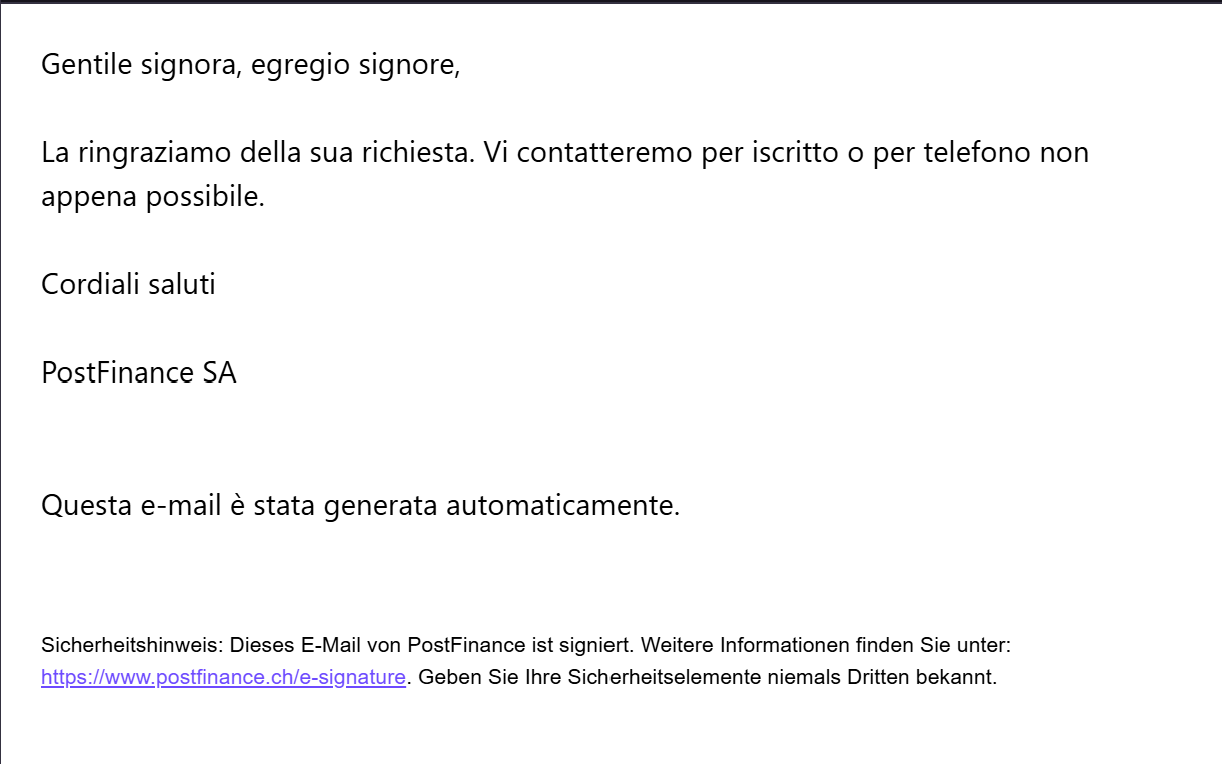 Gentile signora, egregio signore,
La ringraziamo della sua richiesta. Vi contatteremo per iscritto o per telefono non
appena possibile.
Cordiali saluti
PostFinance SA
Questa e-mail è stata generata automaticamente.
Sicherheitshinweis: Dieses E-Mail von PostFinance ist signiert. Weitere Informationen finden Sie unter:
https://www.postfinance.ch/e-signature. Geben Sie Ihre Sicherheitselemente niemals Dritten bekannt.